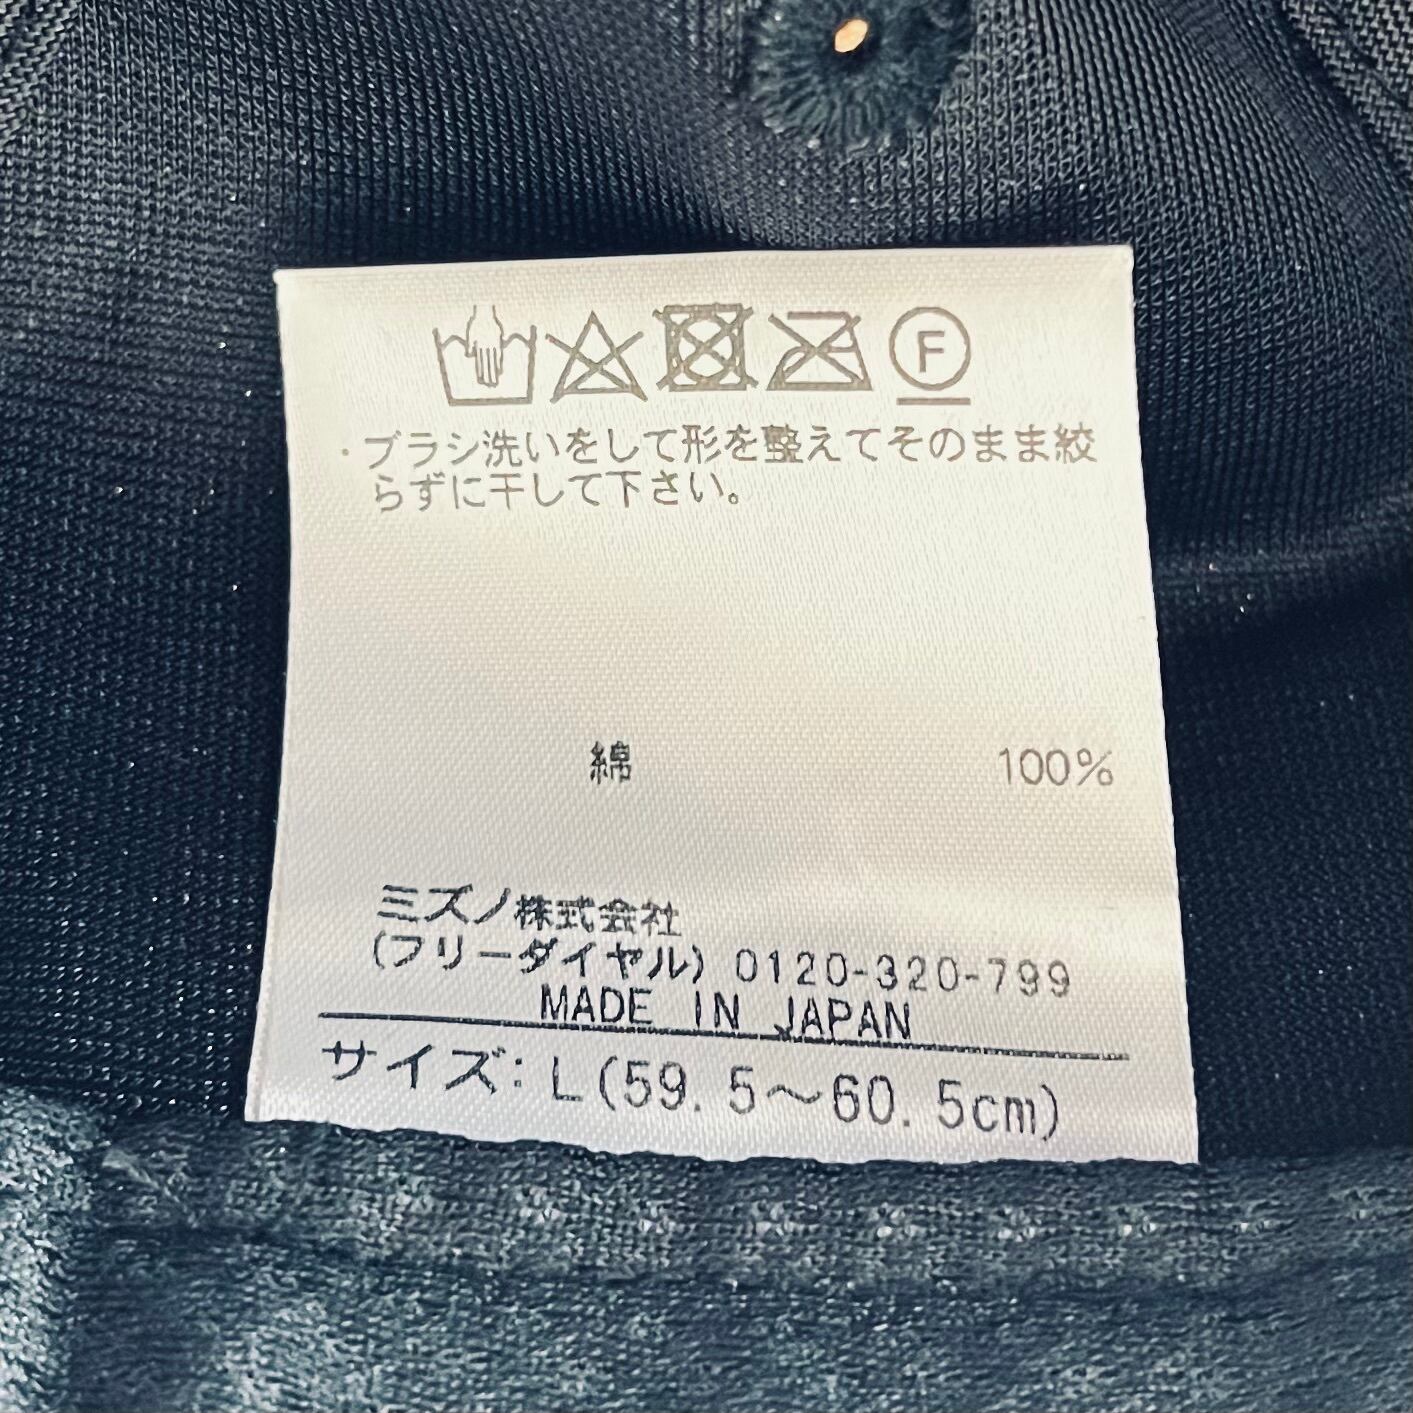 F
・ブラシ洗いをして形を整えてそのまま絞
らずに干して下さい。
綿 100%
ミズノ株式会社
(フリーダイヤル) 0120-320-799
MADE IN JAPAN
サイズ: L(59.5～60.5cm)